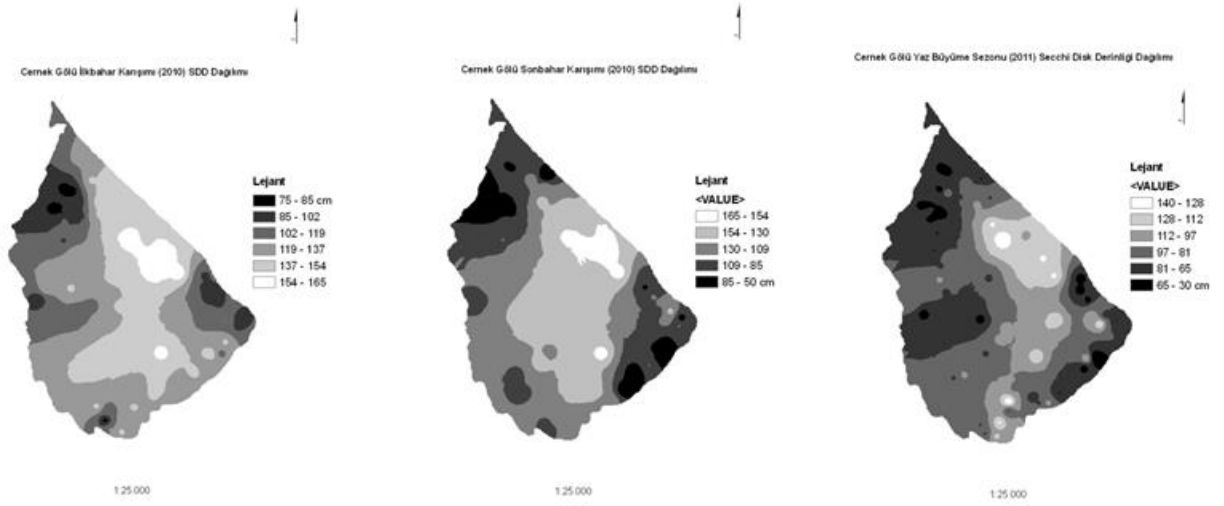 Cernek Gölü İlkbahar Karışımı (2010) SDD Dağılımı
Lejant
75 - 85 cm
85 - 102
102 - 119
119 - 137
137 - 154
154 - 165
1:25 000
Cernek Gölü Sonbahar Karışımı (2010) SDD Dağılımı
Lejant
<VALUE>
165 - 154
154 - 130
130 - 109
109 - 85
85 - 50 cm
1:25 000
Cernek Gölü Yaz Büyüme Sezonu (2011) Secchi Disk Derinligi Dağılımı
Lejant
<VALUE>
140 - 128
128 - 112
112 - 97
97 - 81
81 - 65
65 - 30 cm
1:25 000